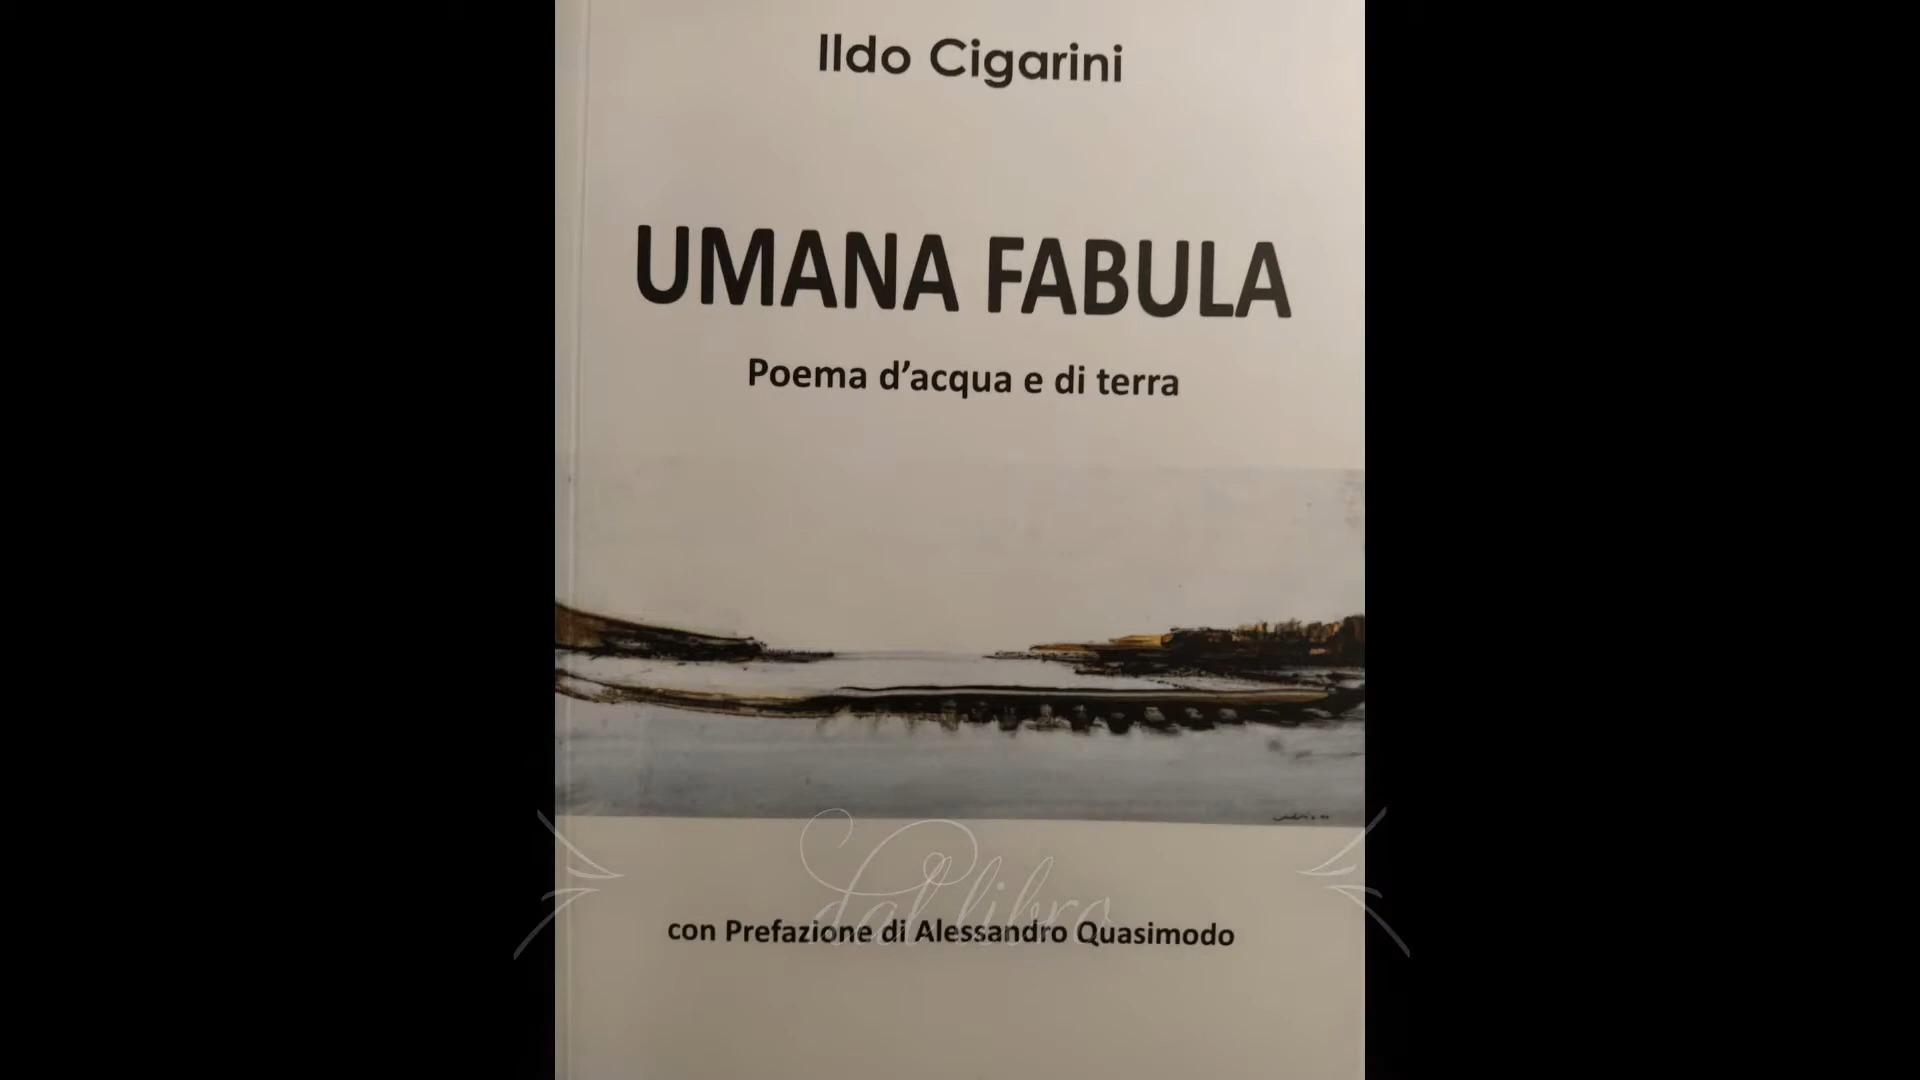 Ildo Cigarini
UMANA FABULA
Poema d'acqua e di terra
dal libro
con Prefazione di Alessandro Quasimodo